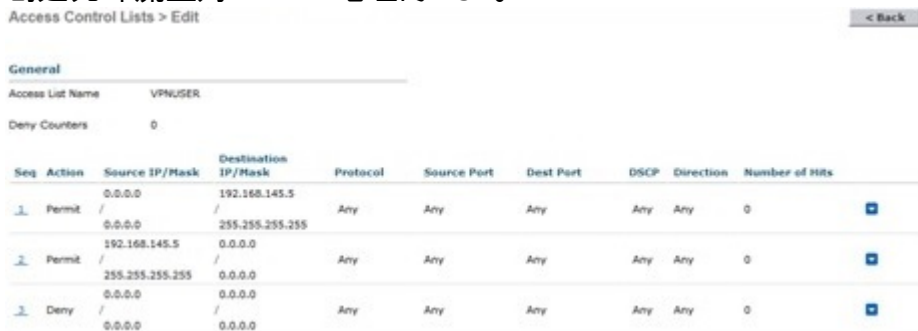 Access Control Lists > Edit
< Back
General
Access List Name VPNUSER
Deny Counters 0
Seq Action Source IP/Mask Destination IP/Mask Protocol Source Port Dest Port DSCP Direction Number of Hits
1 Permit 0.0.0.0 / 0.0.0.0 192.168.145.5 / 255.255.255.255 Any Any Any Any Any 0
2 Permit 192.168.145.5 / 255.255.255.255 0.0.0.0 / 0.0.0.0 Any Any Any Any Any 0
3 Deny 0.0.0.0 / 0.0.0.0 0.0.0.0 / 0.0.0.0 Any Any Any Any Any 0